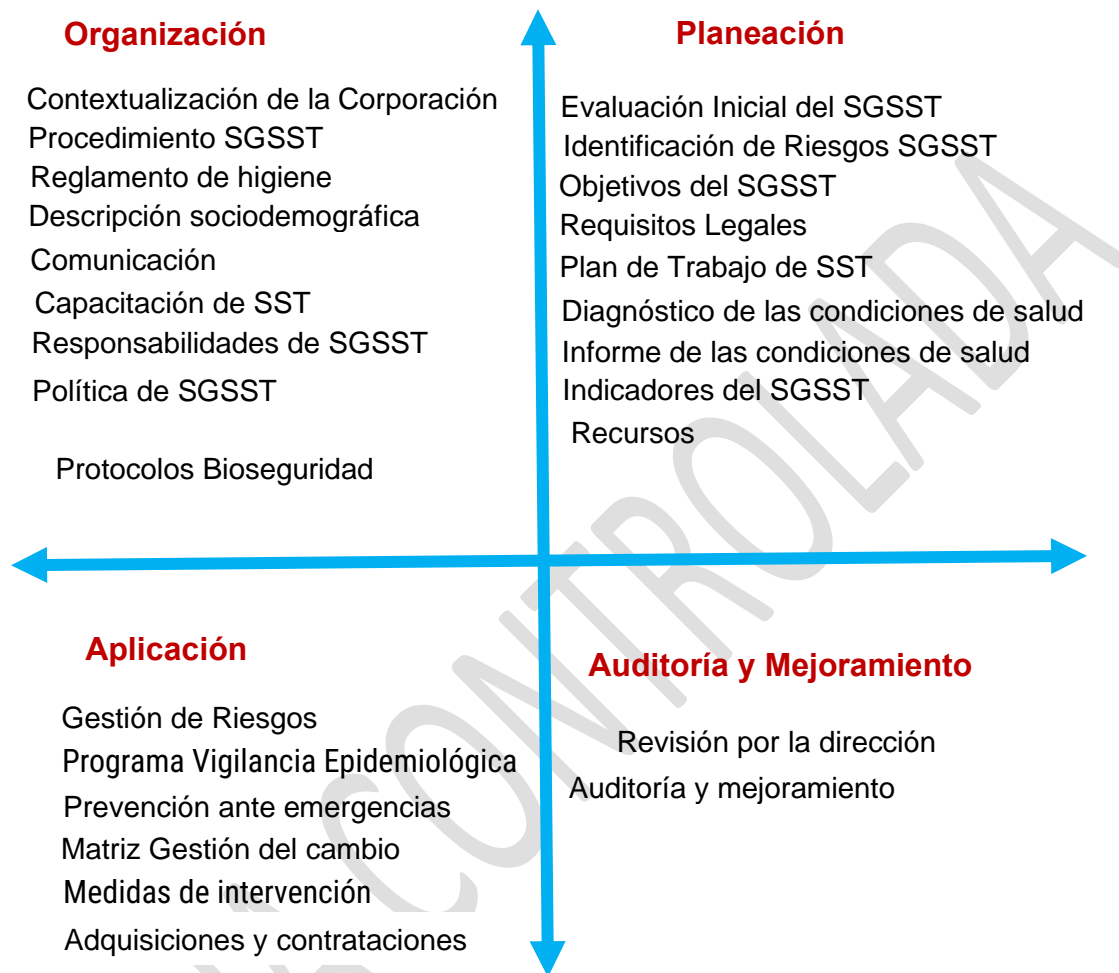 Organización
Contextualización de la Corporación
Procedimiento SGSST
Reglamento de higiene
Descripción sociodemográfica
Comunicación
Capacitación de SST
Responsabilidades de SGSST
Política de SGSST
Protocolos Bioseguridad
Planeación
Evaluación Inicial del SGSST
Identificación de Riesgos SGSST
Objetivos del SGSST
Requisitos Legales
Plan de Trabajo de SST
Diagnóstico de las condiciones de salud
Informe de las condiciones de salud
Indicadores del SGSST
Recursos
Aplicación
Gestión de Riesgos
Programa Vigilancia Epidemiológica
Prevención ante emergencias
Matriz Gestión del cambio
Medidas de intervención
Adquisiciones y contrataciones
Auditoría y Mejoramiento
Revisión por la dirección
Auditoría y mejoramiento
CONTROLADA